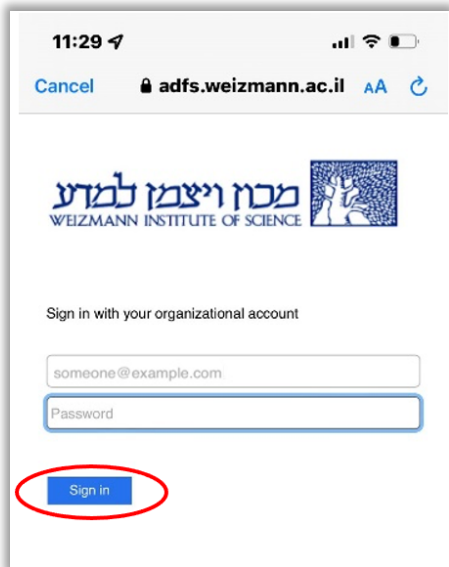 11:29
Cancel adfs.weizmann.ac.il AA
מכון ויצמן למדע
WEIZMANN INSTITUTE OF SCIENCE
Sign in with your organizational account
someone@example.com
Password
Sign in